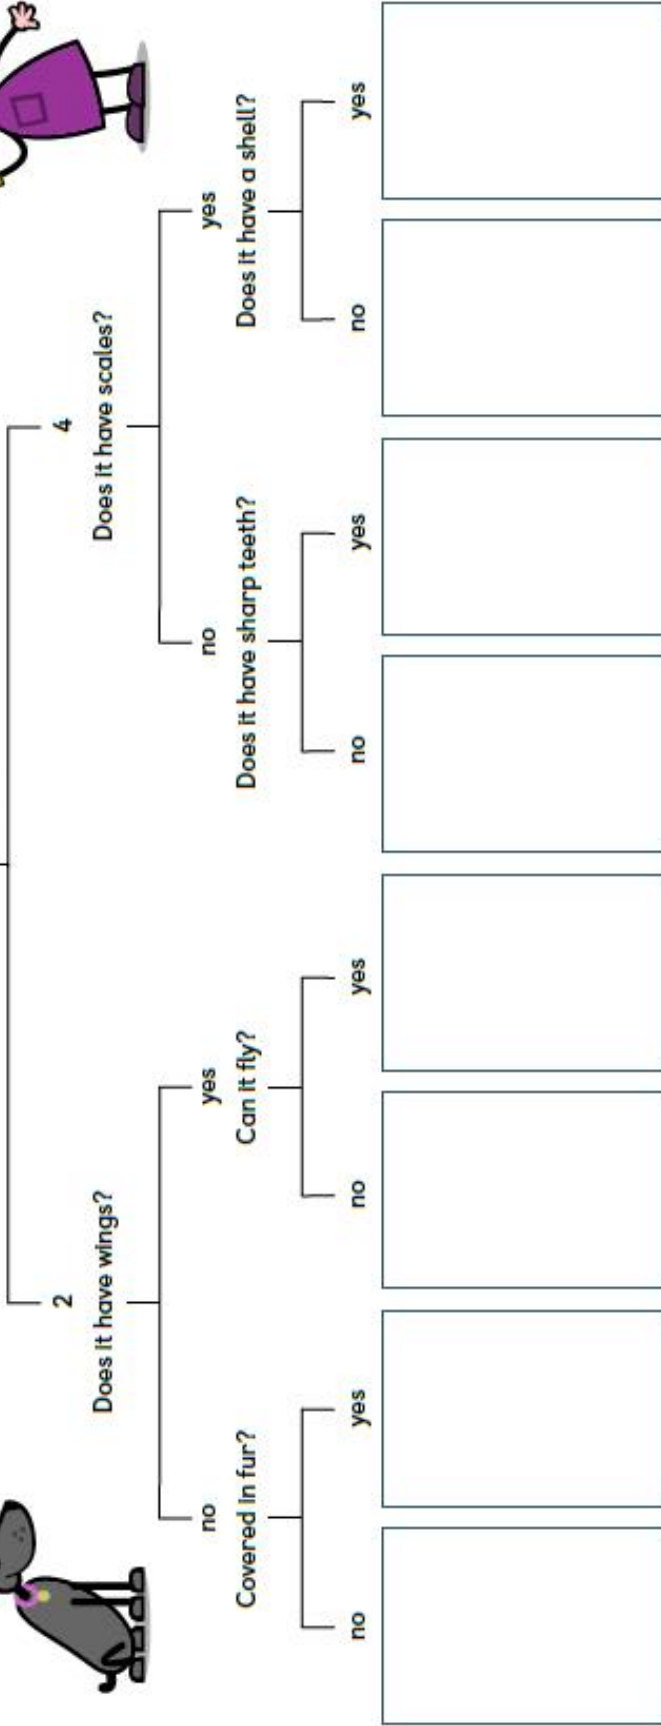 2
4
Does it have wings?
Does it have scales?
no
yes
no
yes
Covered in fur?
Can it fly?
Does it have sharp teeth?
Does it have a shell?
no
yes
no
yes
no
yes
no
yes